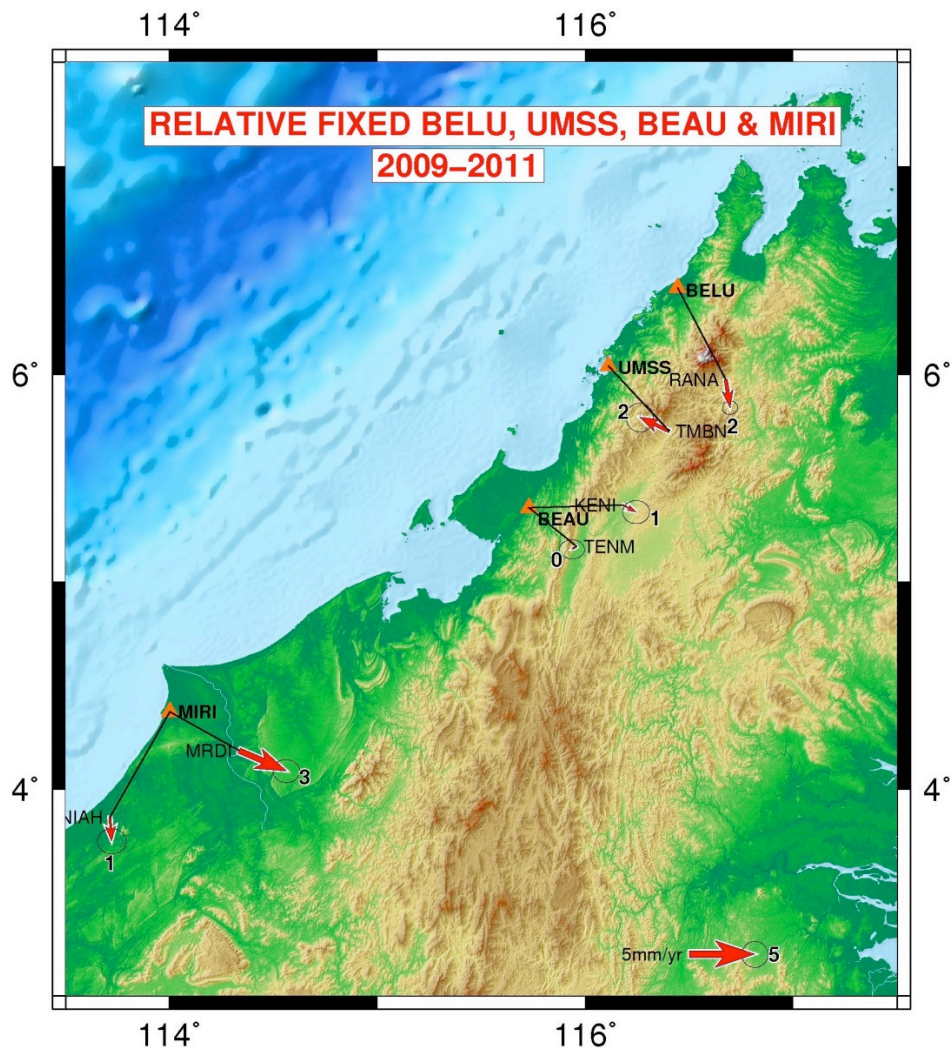 114° 116°
RELATIVE FIXED BELU, UMSS, BEAU & MIRI
2009–2011
BELU
6° 6°
UMSS
RANA
2
2
TMBN
KENI
1
BEAU
TENM
0
MIRI
MRDI
3
4° 4°
NIAH
1
5mm/yr 5
114° 116°